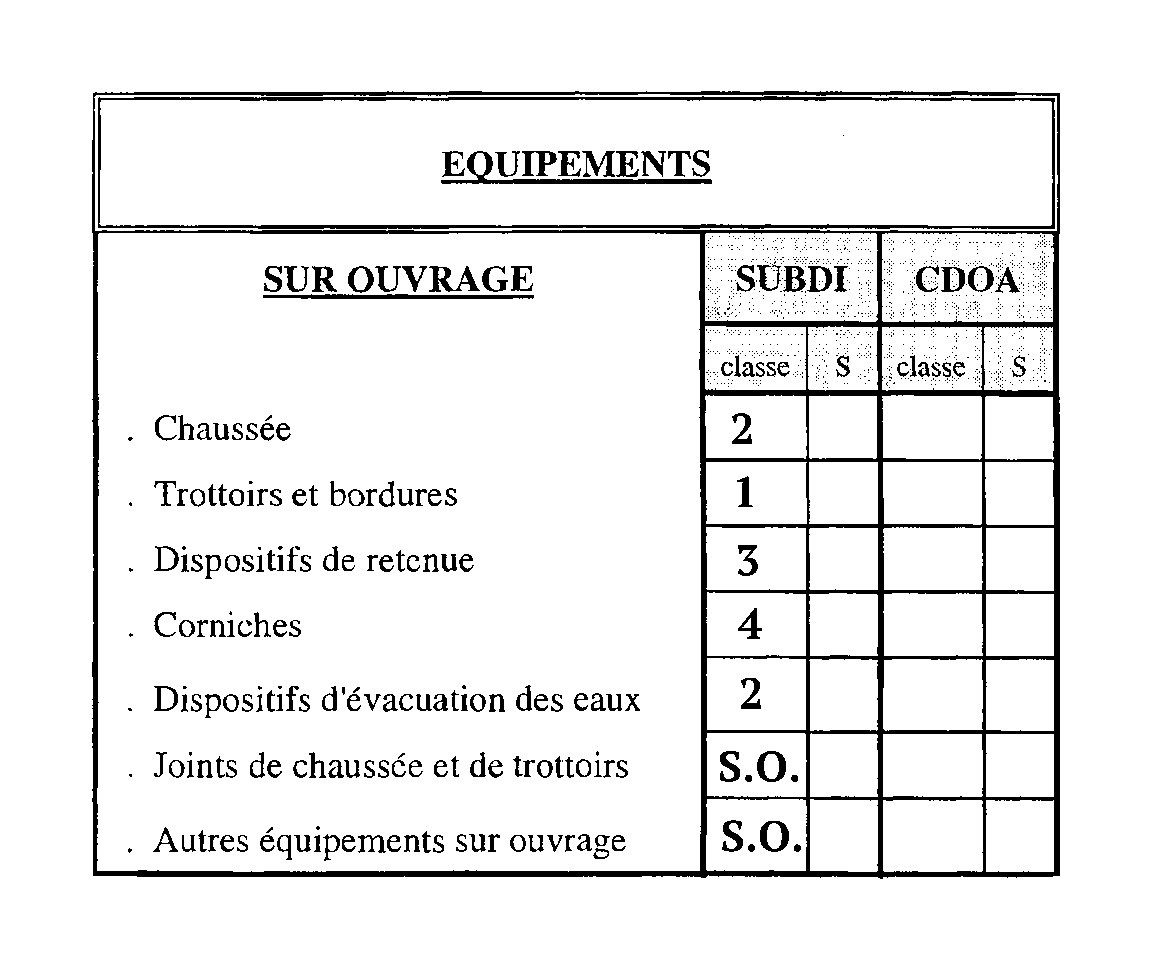 EQUIPEMENTS
SUR OUVRAGE SUBDI CDOA
classe S classe S
. Chaussée 2
. Trottoirs et bordures 1
. Dispositifs de retenue 3
. Corniches 4
. Dispositifs d'évacuation des eaux 2
. Joints de chaussée et de trottoirs S.O.
. Autres équipements sur ouvrage S.O.